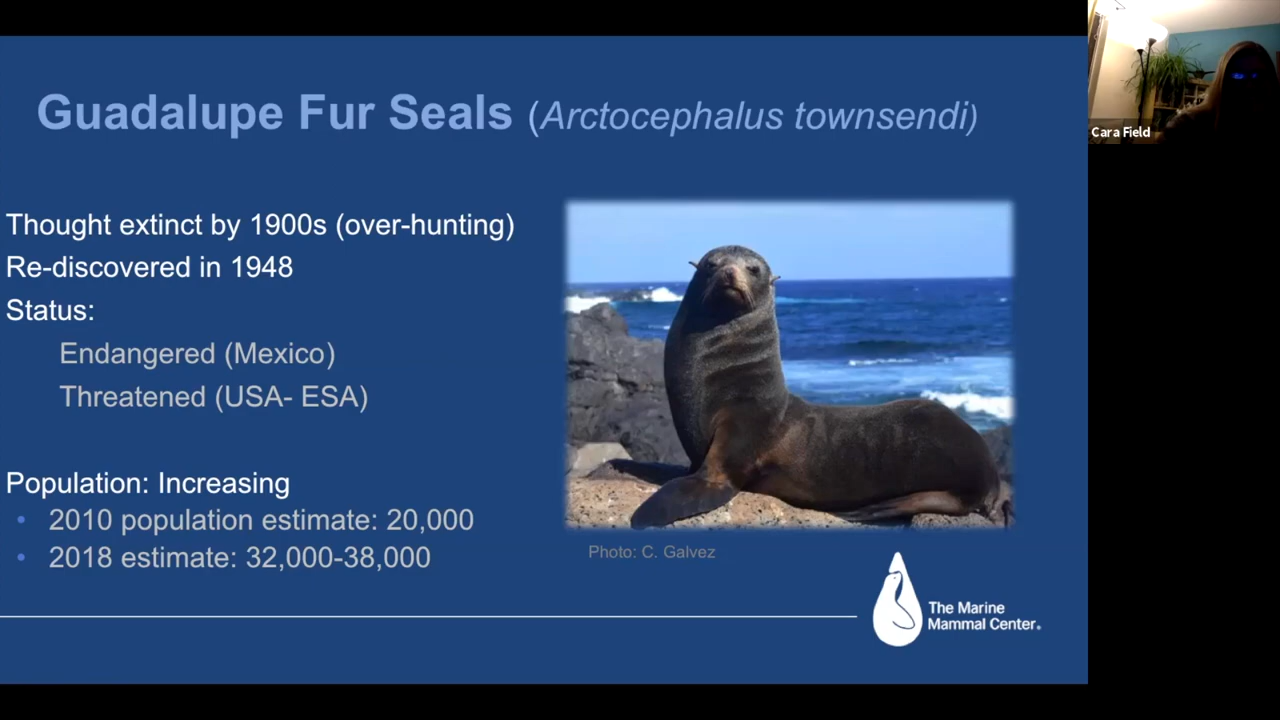 Guadalupe Fur Seals (Arctocephalus townsendi)
Cara Field
Thought extinct by 1900s (over-hunting)
Re-discovered in 1948
Status:
Endangered (Mexico)
Threatened (USA- ESA)
Population: Increasing
• 2010 population estimate: 20,000
• 2018 estimate: 32,000-38,000
Photo: C. Galvez
The Marine
Mammal Center®